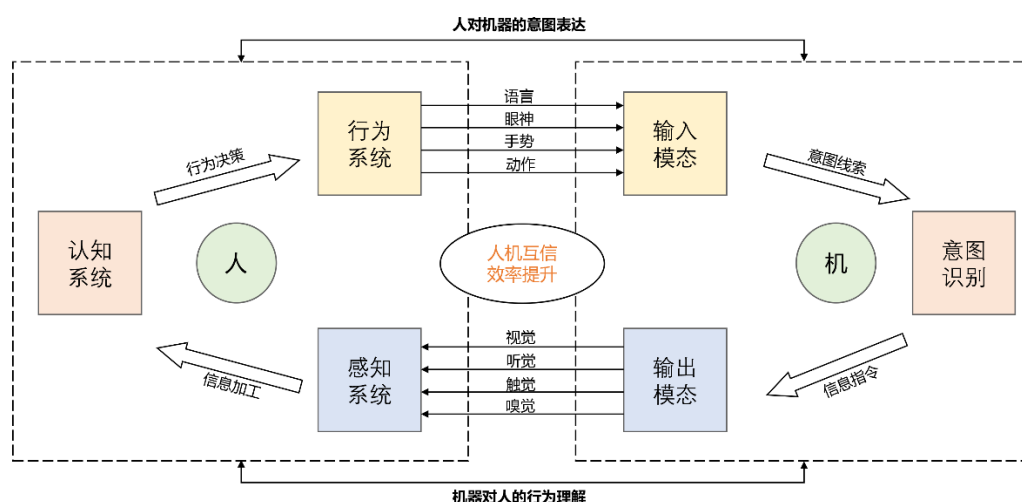 人对机器的意图表达
行为
系统
语言
眼神
手势
动作
输入
模态
行为决策
意图线索
认知
系统
人
人机互信
效率提升
机
意图
识别
感知
系统
视觉
听觉
触觉
嗅觉
输出
模态
信息加工
信息指令
机器对人的行为理解